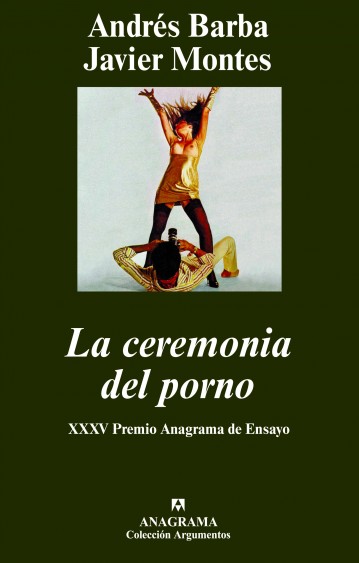 Andrés Barba
Javier Montes
La ceremonia
del porno
XXXV Premio Anagrama de Ensayo
ANAGRAMA
Colección Argumentos